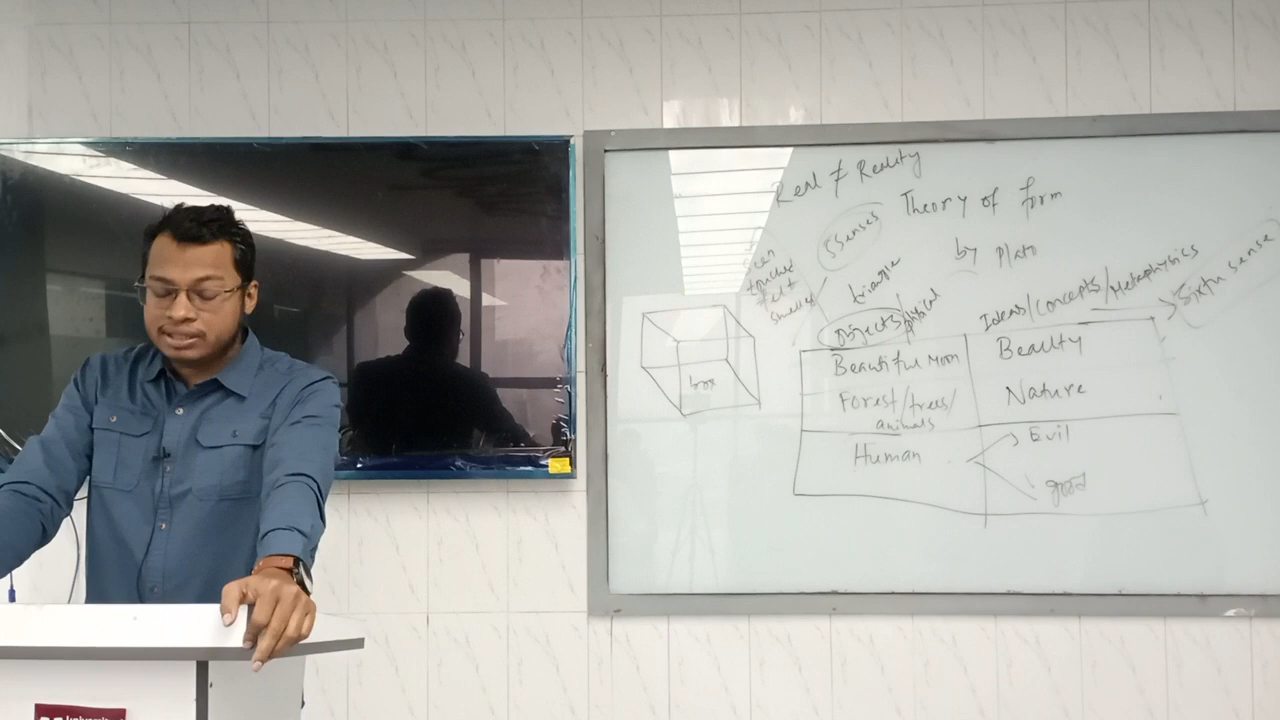 Real ≠ Reality
Theory of form
by Plato
5 Senses
seen
touched
felt
smelled
triangle
Objects/physical
Ideas/Concepts/Metaphysics → Sixth sense
box
Beautiful Moon
Beauty
Forest/trees/
animals
Nature
Human
Evil
good